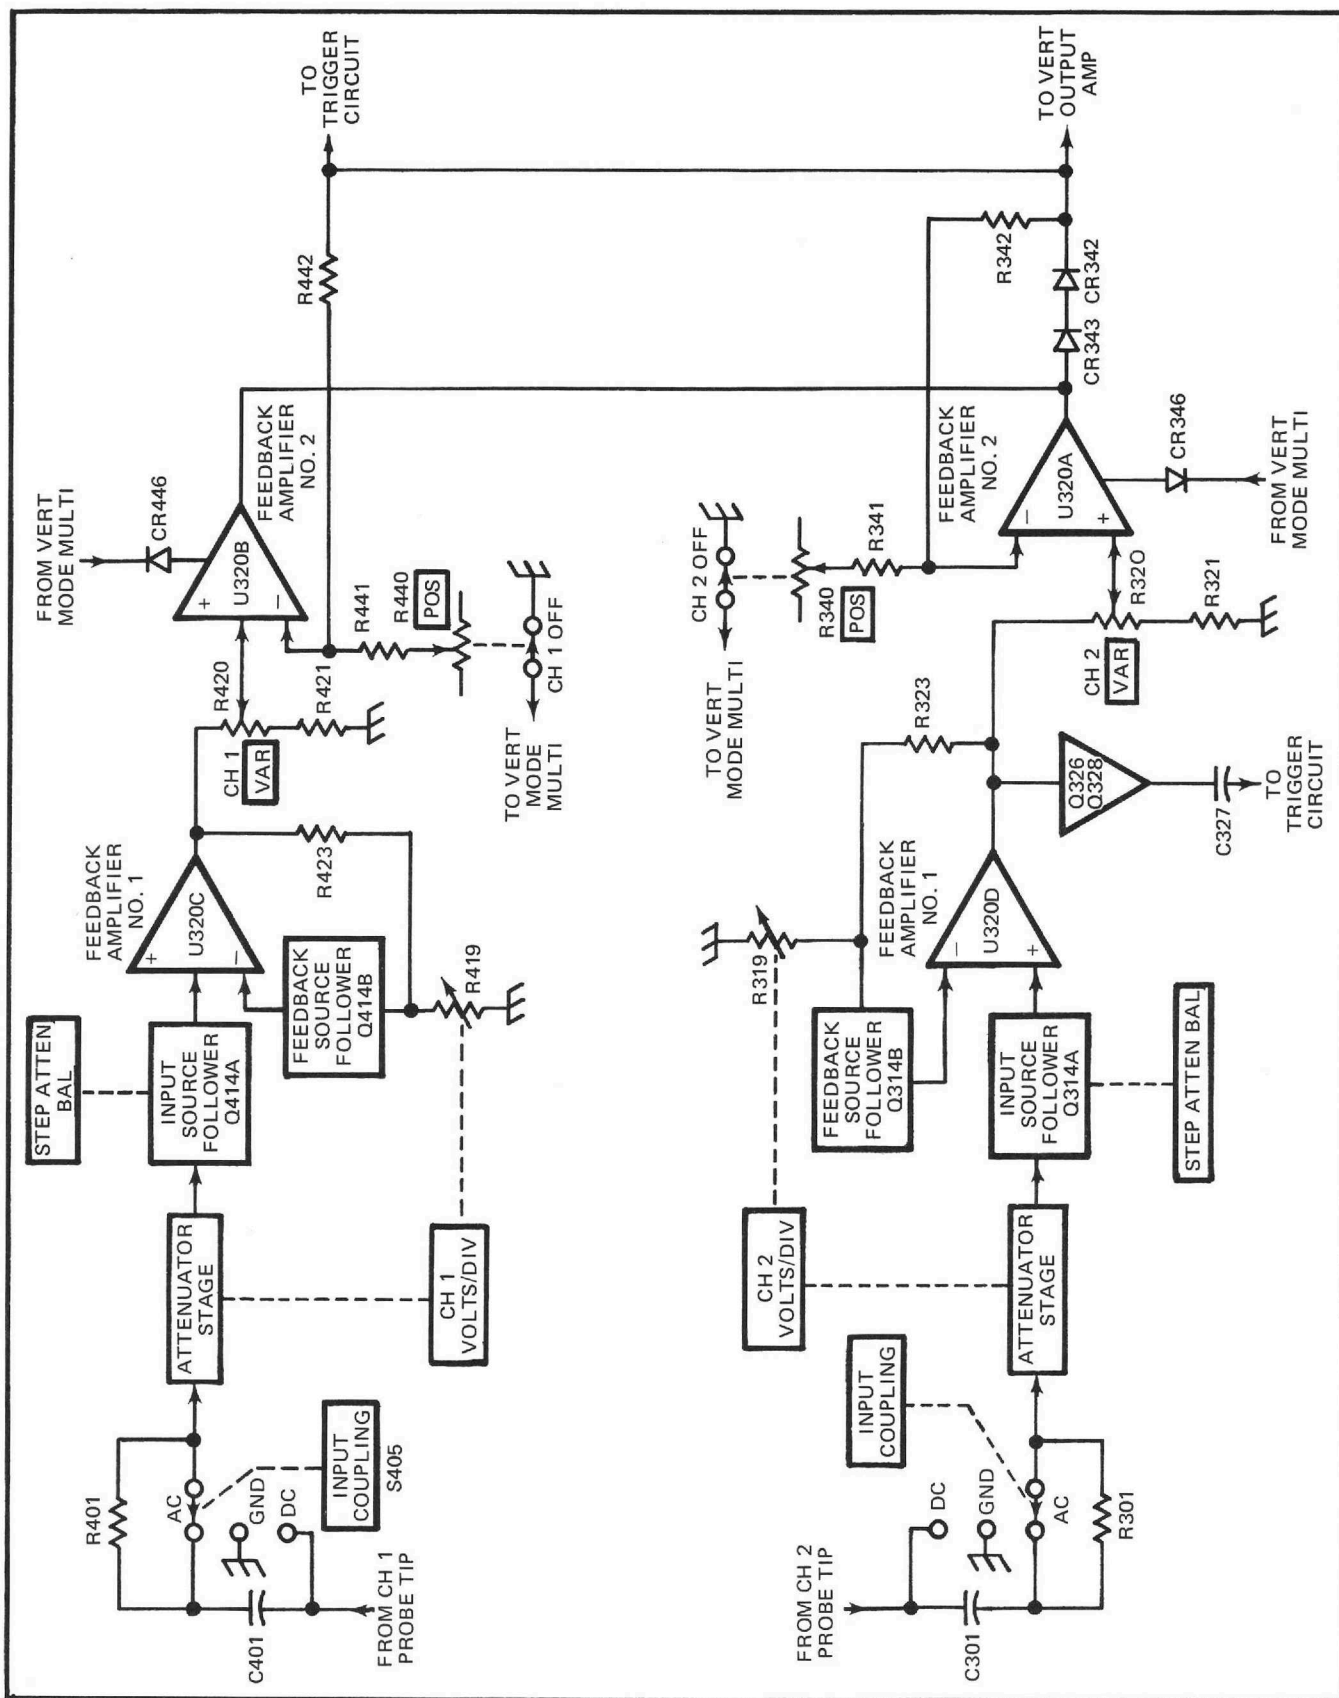 FROM CH 1
PROBE TIP
C401
R401
AC
GND
DC
INPUT
COUPLING
S405
ATTENUATOR
STAGE
CH 1
VOLTS/DIV
STEP ATTEN
BAL
INPUT
SOURCE
FOLLOWER
Q414A
FEEDBACK
SOURCE
FOLLOWER
Q414B
R419
FEEDBACK
AMPLIFIER
NO. 1
+
U320C
−
R423
CH 1
VAR
R420
R421
FROM VERT
MODE MULTI
CR446
+
U320B
−
FEEDBACK
AMPLIFIER
NO. 2
R441
R440
POS
CH 1 OFF
TO VERT
MODE
MULTI
R442
TO
TRIGGER
CIRCUIT
FROM CH 2
PROBE TIP
C301
DC
GND
AC
R301
INPUT
COUPLING
ATTENUATOR
STAGE
CH 2
VOLTS/DIV
R319
FEEDBACK
SOURCE
FOLLOWER
Q314B
INPUT
SOURCE
FOLLOWER
Q314A
STEP ATTEN BAL
FEEDBACK
AMPLIFIER
NO. 1
−
U320D
+
R323
Q326
Q328
C327
TO
TRIGGER
CIRCUIT
CH 2
VAR
R320
R321
TO VERT
MODE MULTI
CH 2 OFF
R340
POS
R341
FEEDBACK
AMPLIFIER
NO. 2
−
U320A
+
CR346
FROM VERT
MODE MULTI
CR343
CR342
R342
TO VERT
OUTPUT
AMP